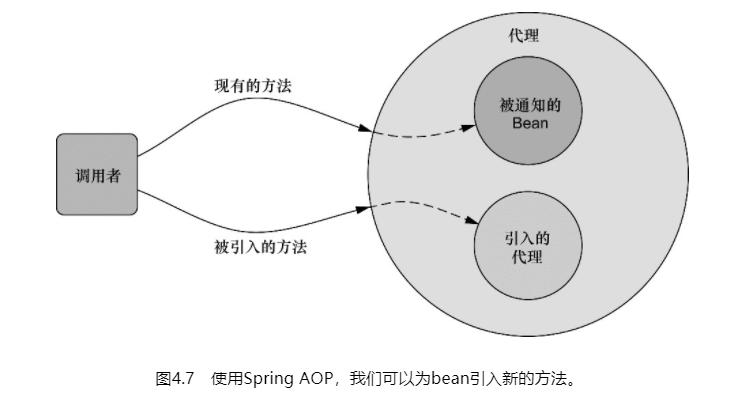 代理
现有的方法
被通知的
Bean
调用者
引入的
代理
被引入的方法
图4.7 使用Spring AOP，我们可以为bean引入新的方法。